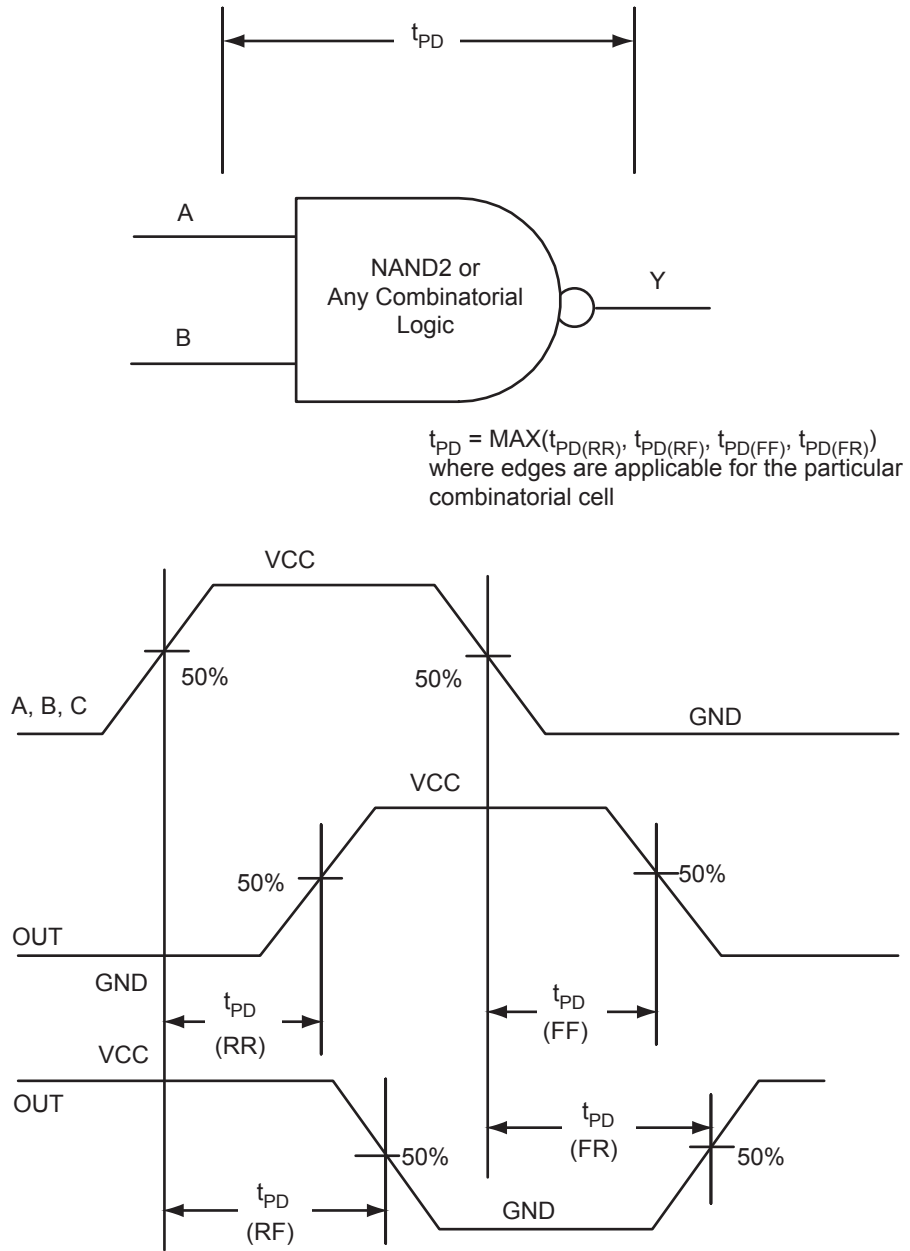 tPD
A
NAND2 or
Any Combinatorial
Logic
Y
B
tPD = MAX(tPD(RR), tPD(RF), tPD(FF), tPD(FR))
where edges are applicable for the particular
combinatorial cell
VCC
50%
50%
A, B, C
GND
VCC
50%
50%
OUT
GND
tPD
(RR)
tPD
(FF)
VCC
OUT
tPD
(FR)
50%
50%
tPD
(RF)
GND